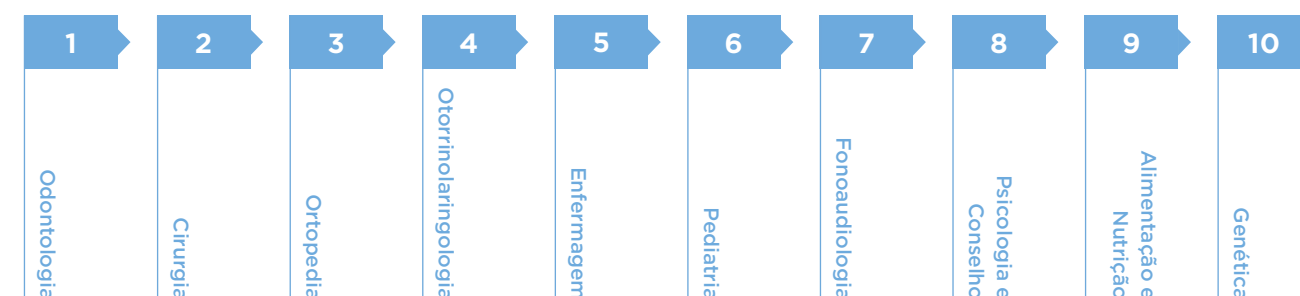 1
Odontologia
2
Cirurgia
3
Ortopedia
4
Otorrinolaringologia
5
Enfermagem
6
Pediatria
7
Fonoaudiologia
8
Psicologia e
Conselho
9
Alimentação e
Nutrição
10
Genética